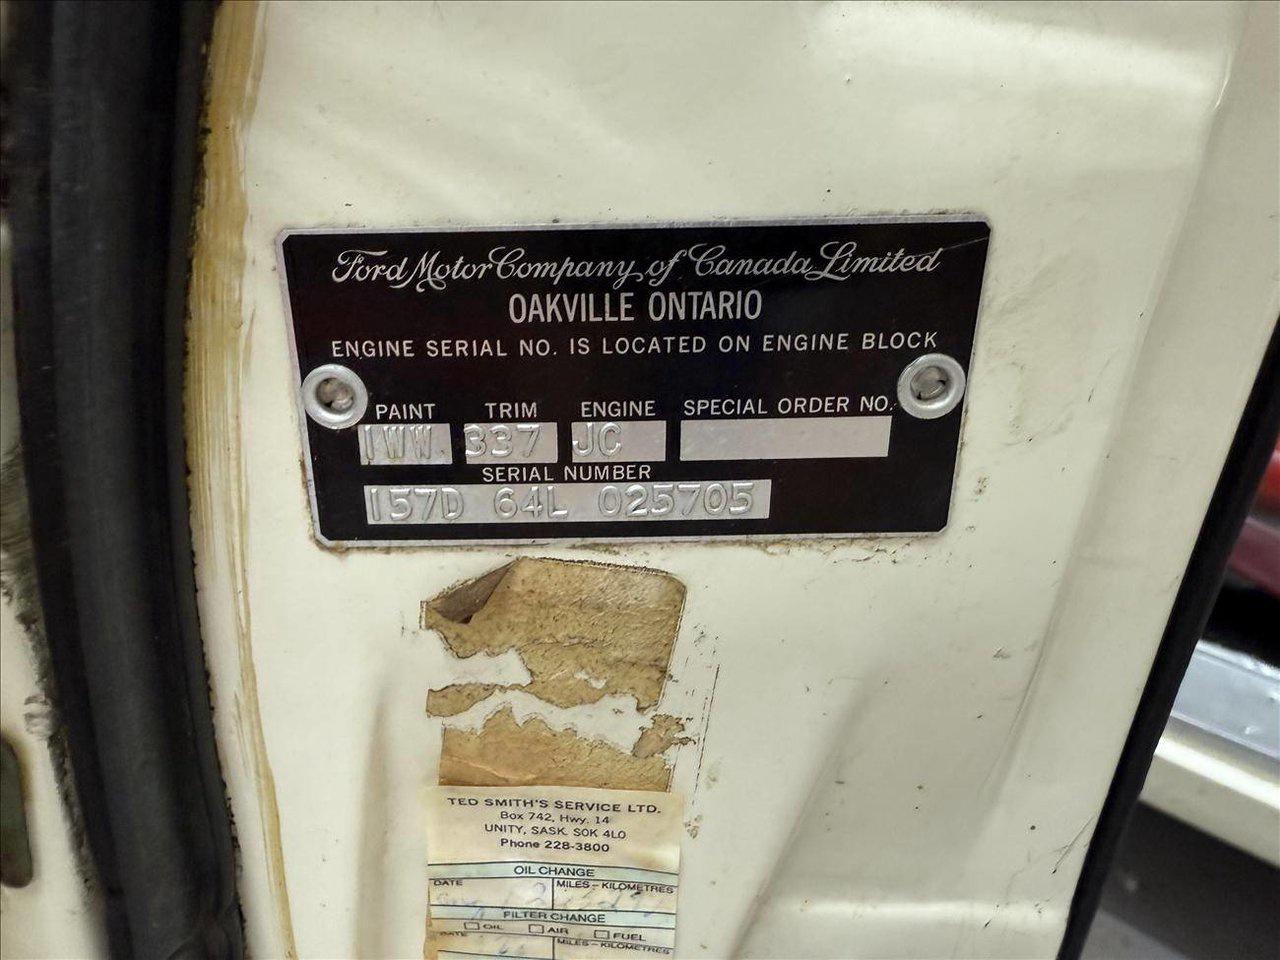 Ford Motor Company of Canada Limited
OAKVILLE ONTARIO
ENGINE SERIAL NO. IS LOCATED ON ENGINE BLOCK
PAINT TRIM ENGINE SPECIAL ORDER NO.
1WW 337 JC
SERIAL NUMBER
157D 64L 025705
TED SMITH'S SERVICE LTD.
Box 742, Hwy. 14
UNITY, SASK. S0K 4L0
Phone 228-3800
OIL CHANGE
DATE MILES – KILOMETRES
FILTER CHANGE
OIL AIR FUEL
DATE MILES – KILOMETRES